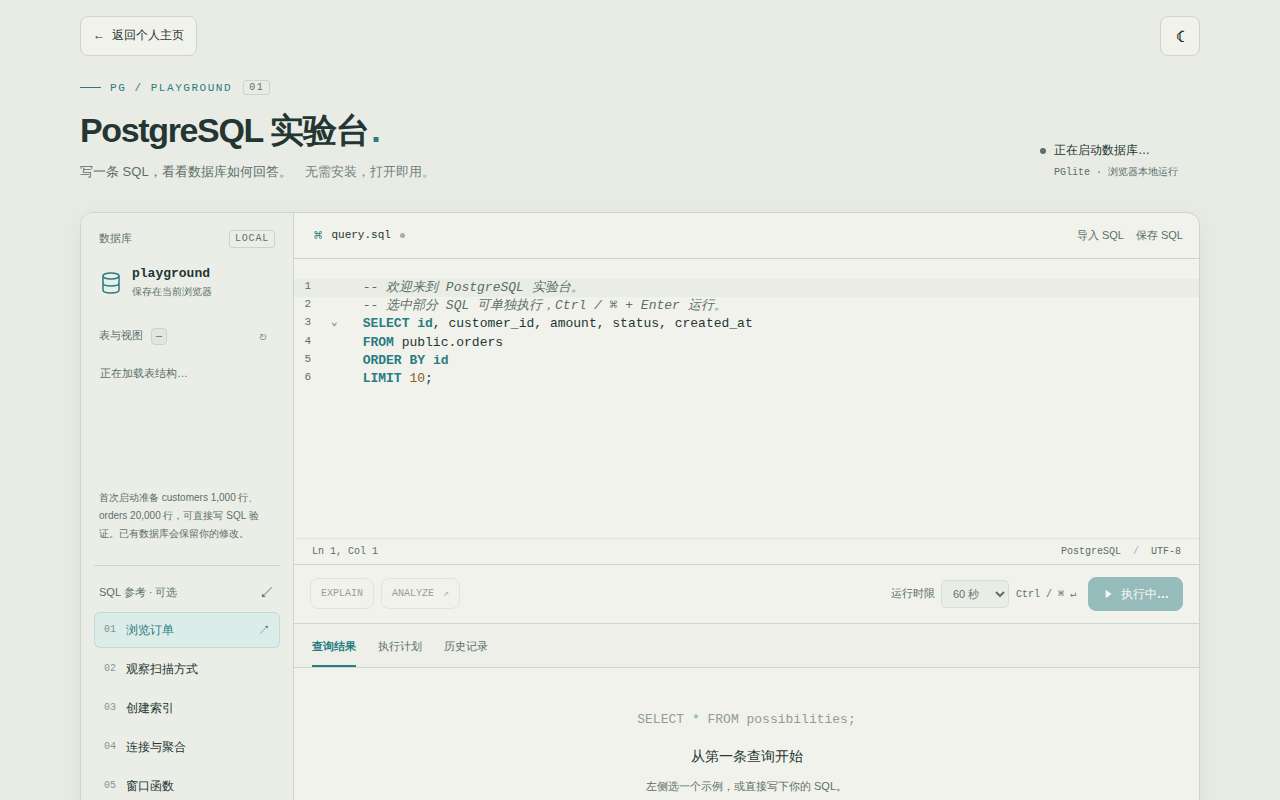 ← 返回个人主页
☾
PG / PLAYGROUND 01
PostgreSQL 实验台.
写一条 SQL，看看数据库如何回答。 无需安装，打开即用。
正在启动数据库…
PGlite · 浏览器本地运行
数据库 LOCAL
playground
保存在当前浏览器
表与视图 — ↻
正在加载表结构…
首次启动准备 customers 1,000 行、
orders 20,000 行，可直接写 SQL 验
证。已有数据库会保留你的修改。
SQL 参考 · 可选
01 浏览订单
02 观察扫描方式
03 创建索引
04 连接与聚合
05 窗口函数
⌘ query.sql
导入 SQL 保存 SQL
1 -- 欢迎来到 PostgreSQL 实验台。
2 -- 选中部分 SQL 可单独执行，Ctrl / ⌘ + Enter 运行。
3 SELECT id, customer_id, amount, status, created_at
4 FROM public.orders
5 ORDER BY id
6 LIMIT 10;
Ln 1, Col 1
PostgreSQL / UTF-8
EXPLAIN ANALYZE ↗
运行时限 60 秒 Ctrl / ⌘ ↵ 执行中…
查询结果 执行计划 历史记录
SELECT * FROM possibilities;
从第一条查询开始
左侧选一个示例，或直接写下你的 SQL。